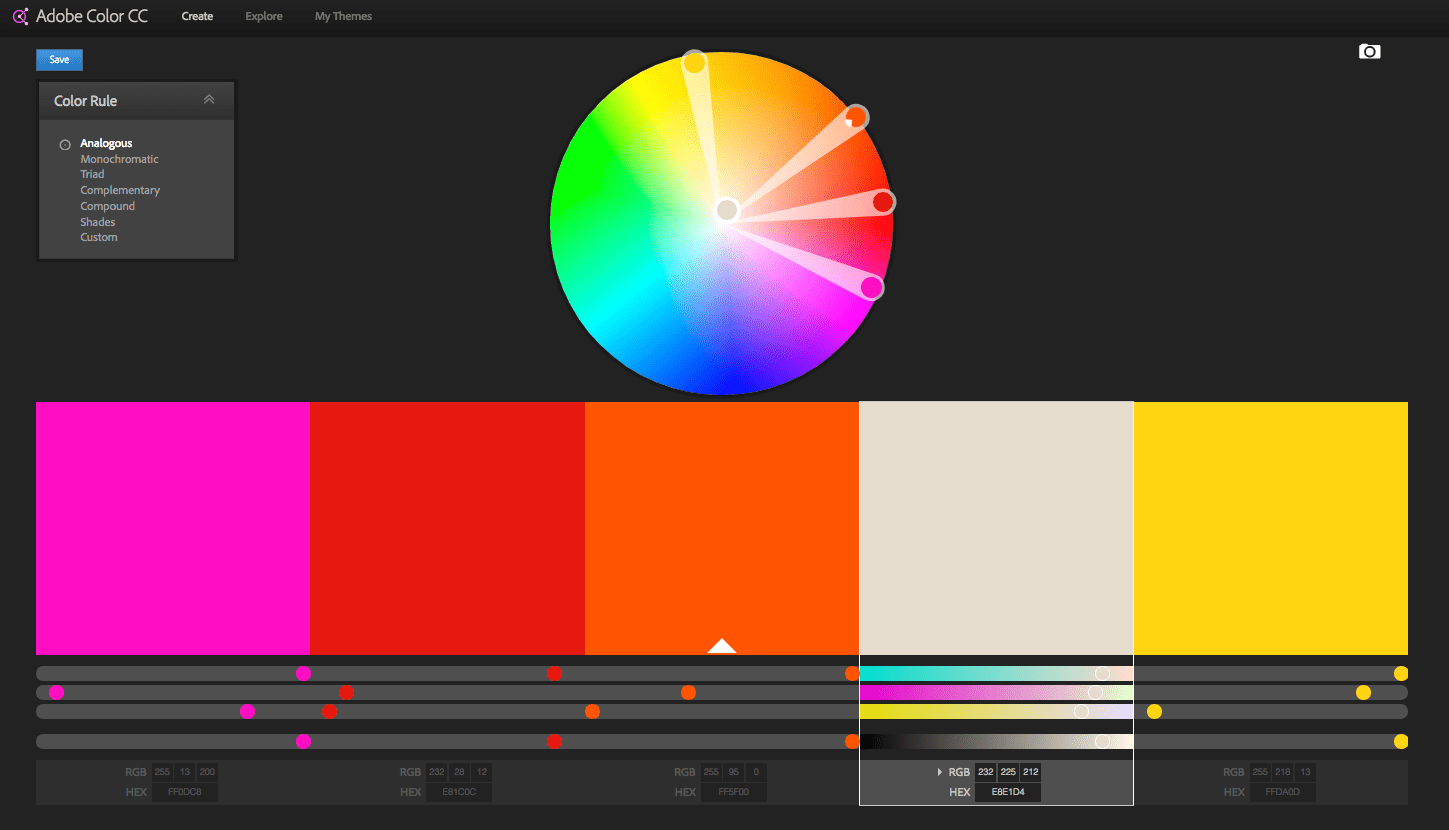 Adobe Color CC Create Explore My Themes
Save
Color Rule
Analogous
Monochromatic
Triad
Complementary
Compound
Shades
Custom
RGB 255 13 200 RGB 232 28 12 RGB 255 95 0 RGB 232 225 212 RGB 255 218 13
HEX FF0DC8 HEX E81C0C HEX FF5F00 HEX E8E1D4 HEX FFDA0D